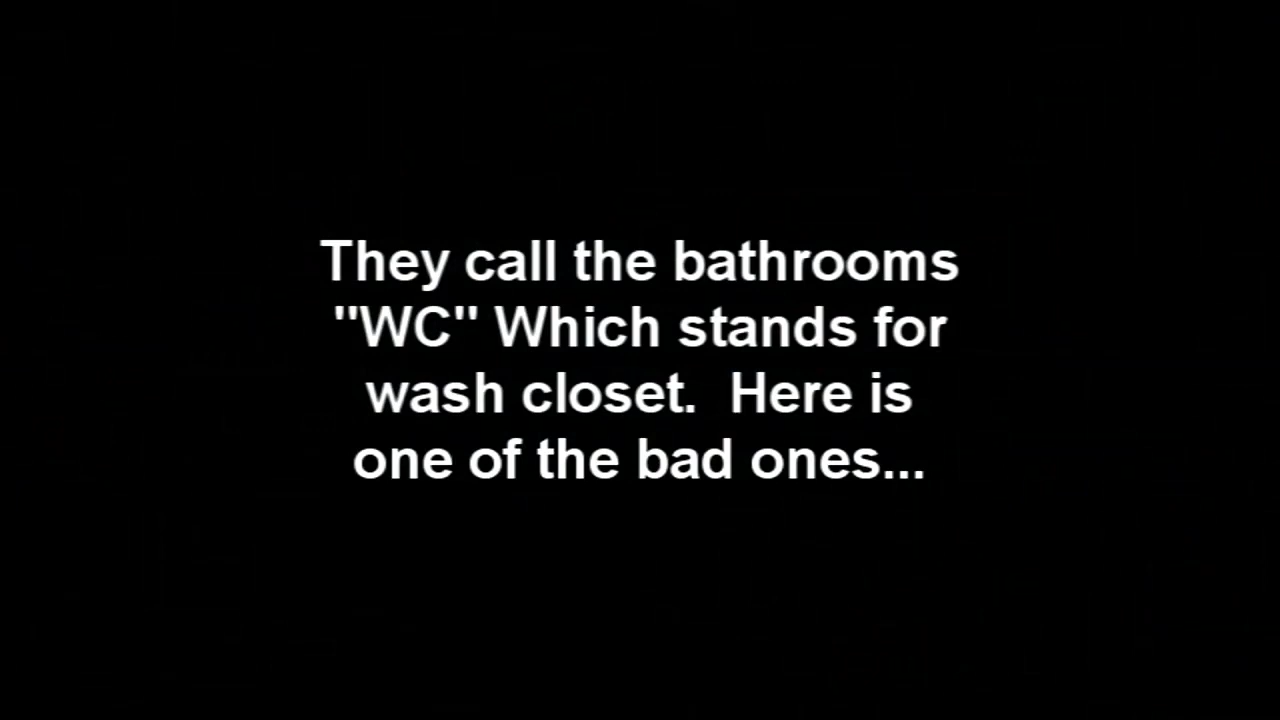 They call the bathrooms
"WC" Which stands for
wash closet.  Here is
one of the bad ones...